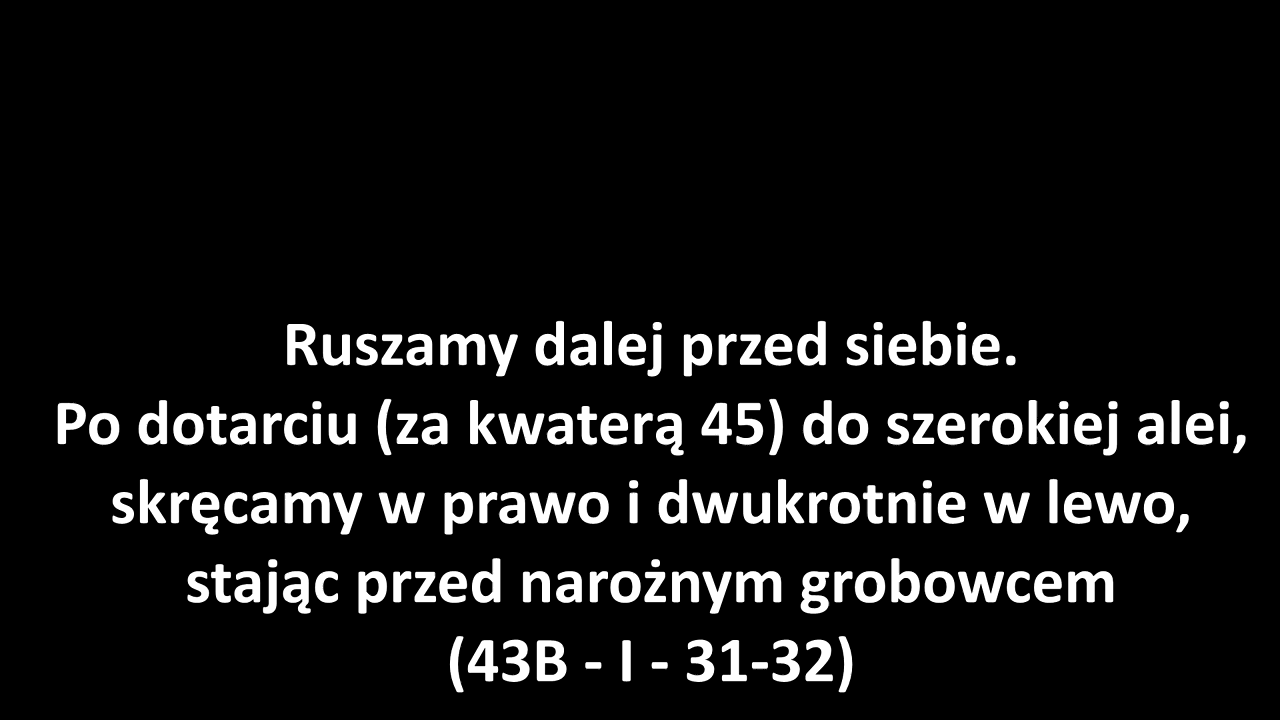 Ruszamy dalej przed siebie.
Po dotarciu (za kwaterą 45) do szerokiej alei,
skręcamy w prawo i dwukrotnie w lewo,
stając przed narożnym grobowcem
(43B - I - 31-32)